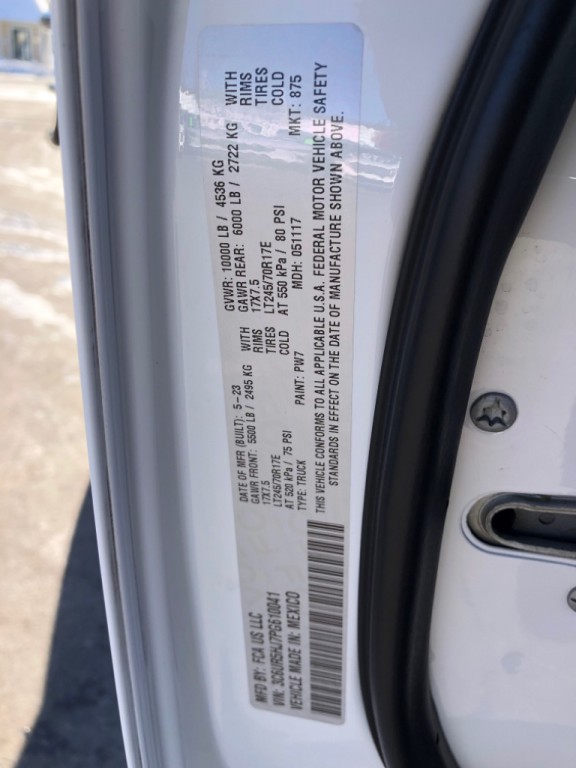 MFD BY: FCA US LLC
DATE OF MFR (BUILT): 5-23
GVWR: 10000 LB / 4536 KG
GAWR FRONT: 5500 LB / 2495 KG WITH
17X7.5 RIMS
LT245/70R17E TIRES
AT 520 kPa / 75 PSI COLD
GAWR REAR: 6000 LB / 2722 KG WITH
17X7.5 RIMS
LT245/70R17E TIRES
AT 550 kPa / 80 PSI COLD
VIN: 3C6UR5HJ7PG610041
TYPE: TRUCK
PAINT: PW7
MDH: 051117
MKT: 875
VEHICLE MADE IN: MEXICO
THIS VEHICLE CONFORMS TO ALL APPLICABLE U.S.A. FEDERAL MOTOR VEHICLE SAFETY
STANDARDS IN EFFECT ON THE DATE OF MANUFACTURE SHOWN ABOVE.